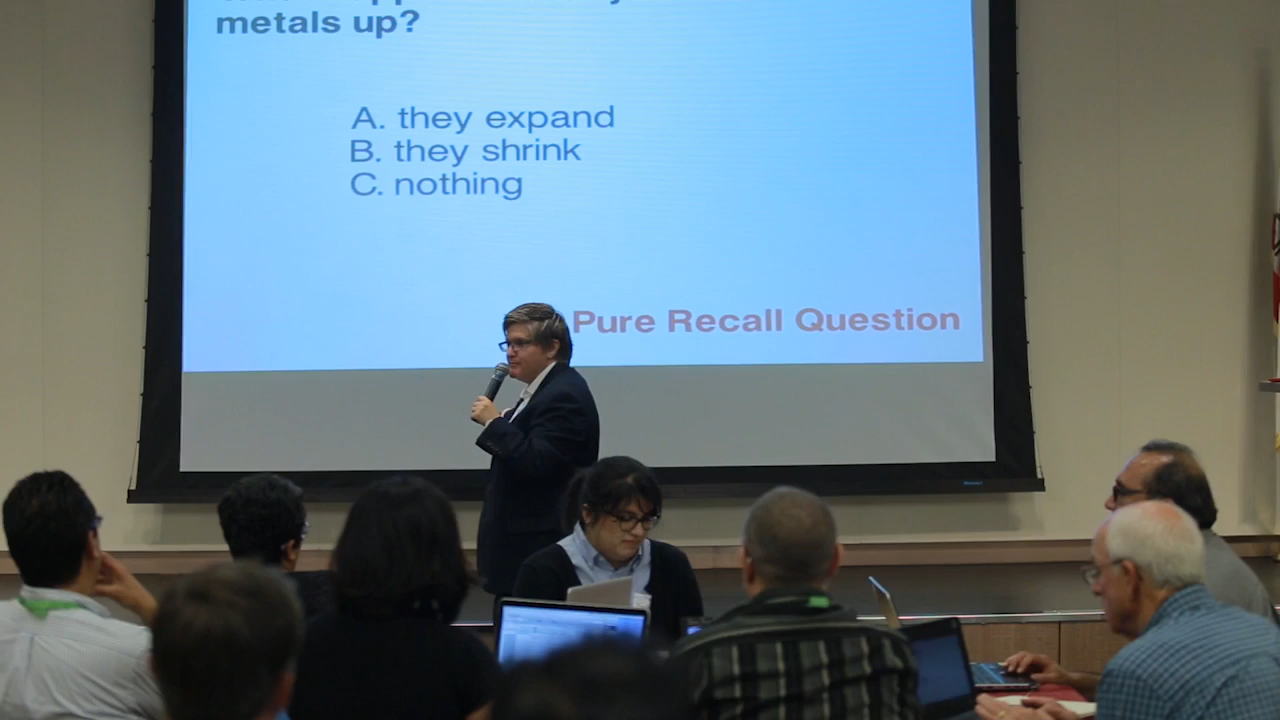 metals up?
A. they expand
B. they shrink
C. nothing
Pure Recall Question